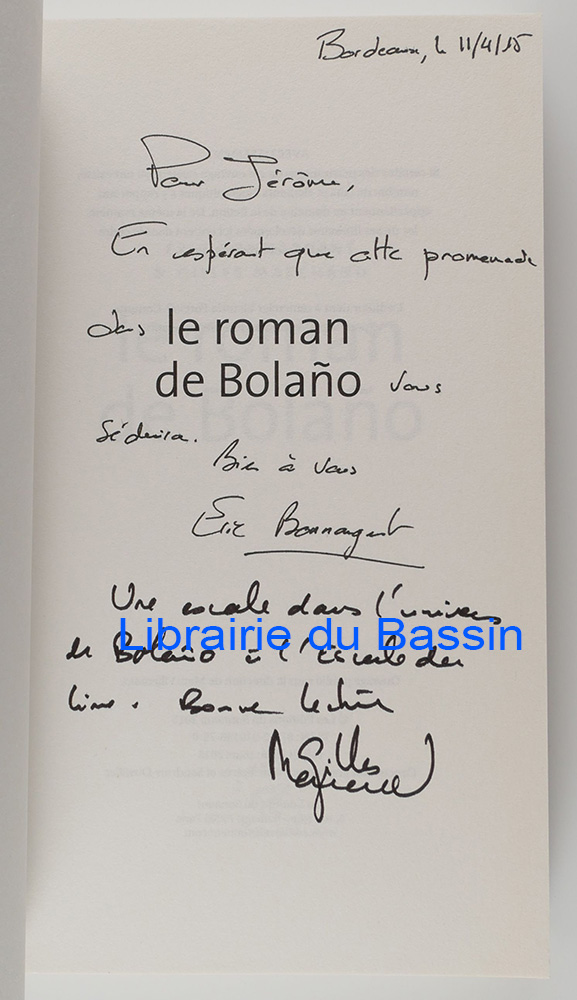 Bordeaux, le 11/4/15
Pour Jérôme,
En espérant que cette promenade
dans le roman
de Bolaño vous
séduira.
Bien à vous
Eric Bonnargent
Une escale dans l'univers
Librairie du Bassin
de Bolaño à l'Escale des
livres. Bonne lecture
Gilles